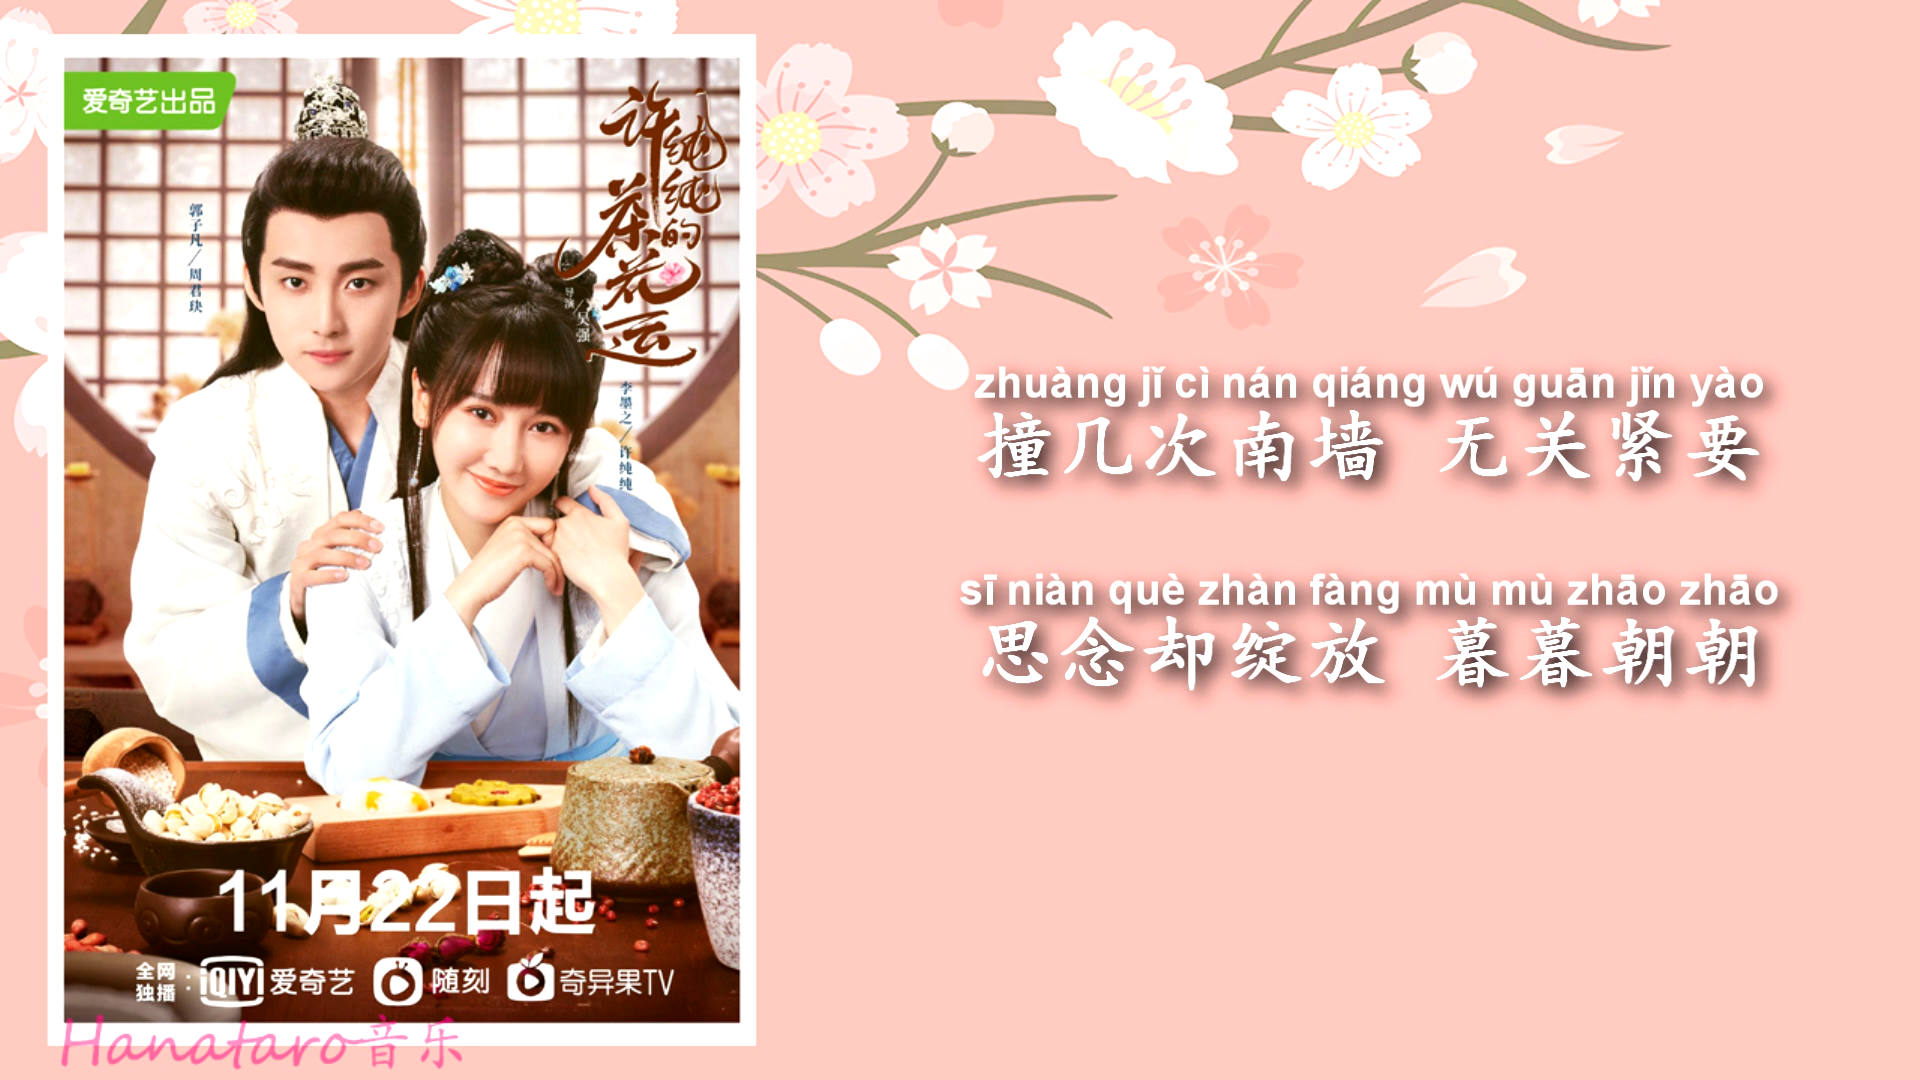 爱奇艺出品
许纯纯的茶花运
郭子凡/周君玦
导演/吴强
李墨之/许纯纯
11月22日起
全网独播：iQIYI爱奇艺 随刻 奇异果TV
Hanataro音乐
zhuàng jǐ cì nán qiáng wú guān jǐn yào
撞几次南墙 无关紧要
sī niàn què zhàn fàng mù mù zhāo zhāo
思念却绽放 暮暮朝朝